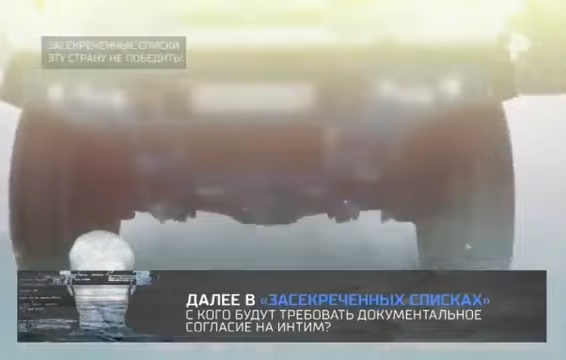 ЗАСЕКРЕЧЕННЫЕ СПИСКИ
ЭТУ СТРАНУ НЕ ПОБЕДИТЬ!
ДАЛЕЕ В «ЗАСЕКРЕЧЕННЫХ СПИСКАХ»
С КОГО БУДУТ ТРЕБОВАТЬ ДОКУМЕНТАЛЬНОЕ
СОГЛАСИЕ НА ИНТИМ?